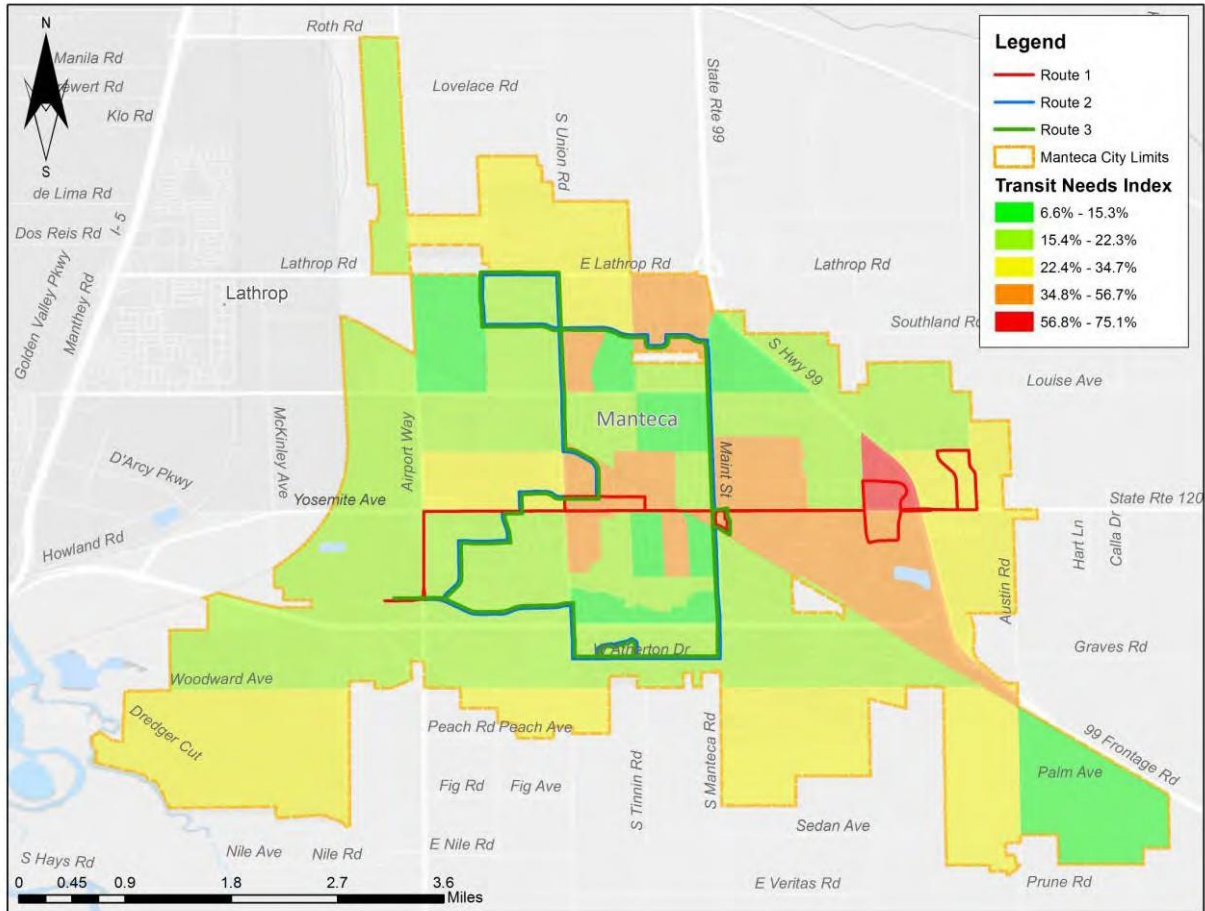 N
S
Roth Rd
Manila Rd
ewert Rd
Klo Rd
Lovelace Rd
S Union Rd
State Rte 99
de Lima Rd
Dos Reis Rd
I- 5
Golden Valley Pkwy
Manthey Rd
Lathrop Rd
E Lathrop Rd
Lathrop Rd
Lathrop
Southland Rd
S Hwy 99
Louise Ave
Manteca
McKinley Ave
Airport Way
D'Arcy Pkwy
Maint St
Yosemite Ave
State Rte 120
Howland Rd
Hart Ln
Calla Dr
Austin Rd
W Atherton Dr
Graves Rd
Woodward Ave
Dredger Cut
Peach Rd
Peach Ave
99 Frontage Rd
Palm Ave
Fig Rd
Fig Ave
S Tinnin Rd
S Manteca Rd
Sedan Ave
E Nile Rd
Nile Ave
Nile Rd
S Hays Rd
E Veritas Rd
Prune Rd
0 0.45 0.9 1.8 2.7 3.6
Miles
Legend
Route 1
Route 2
Route 3
Manteca City Limits
Transit Needs Index
6.6% - 15.3%
15.4% - 22.3%
22.4% - 34.7%
34.8% - 56.7%
56.8% - 75.1%